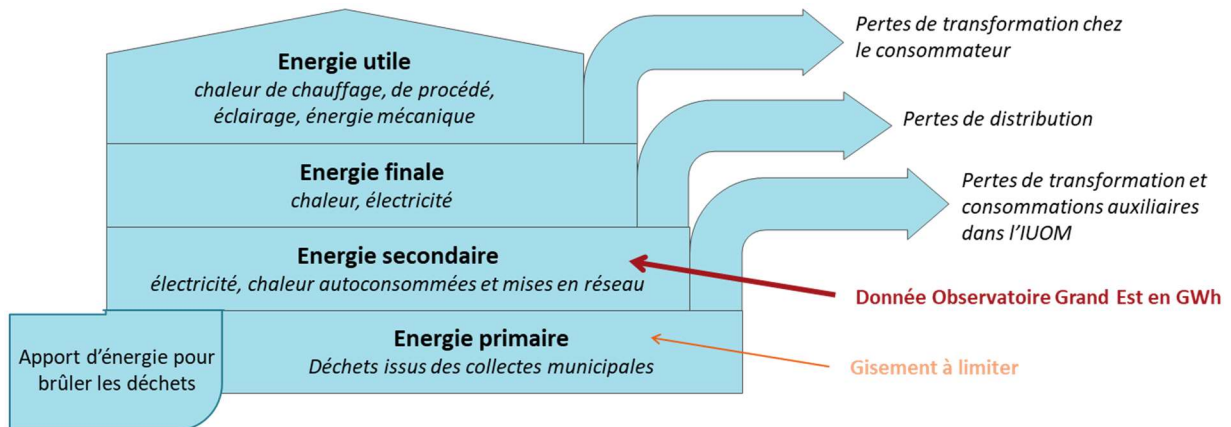 Energie utile
chaleur de chauffage, de procédé,
éclairage, énergie mécanique
Pertes de transformation chez
le consommateur
Energie finale
chaleur, électricité
Pertes de distribution
Energie secondaire
électricité, chaleur autoconsommées et mises en réseau
Pertes de transformation et
consommations auxiliaires
dans l’IUOM
Donnée Observatoire Grand Est en GWh
Energie primaire
Déchets issus des collectes municipales
Gisement à limiter
Apport d’énergie pour
brûler les déchets